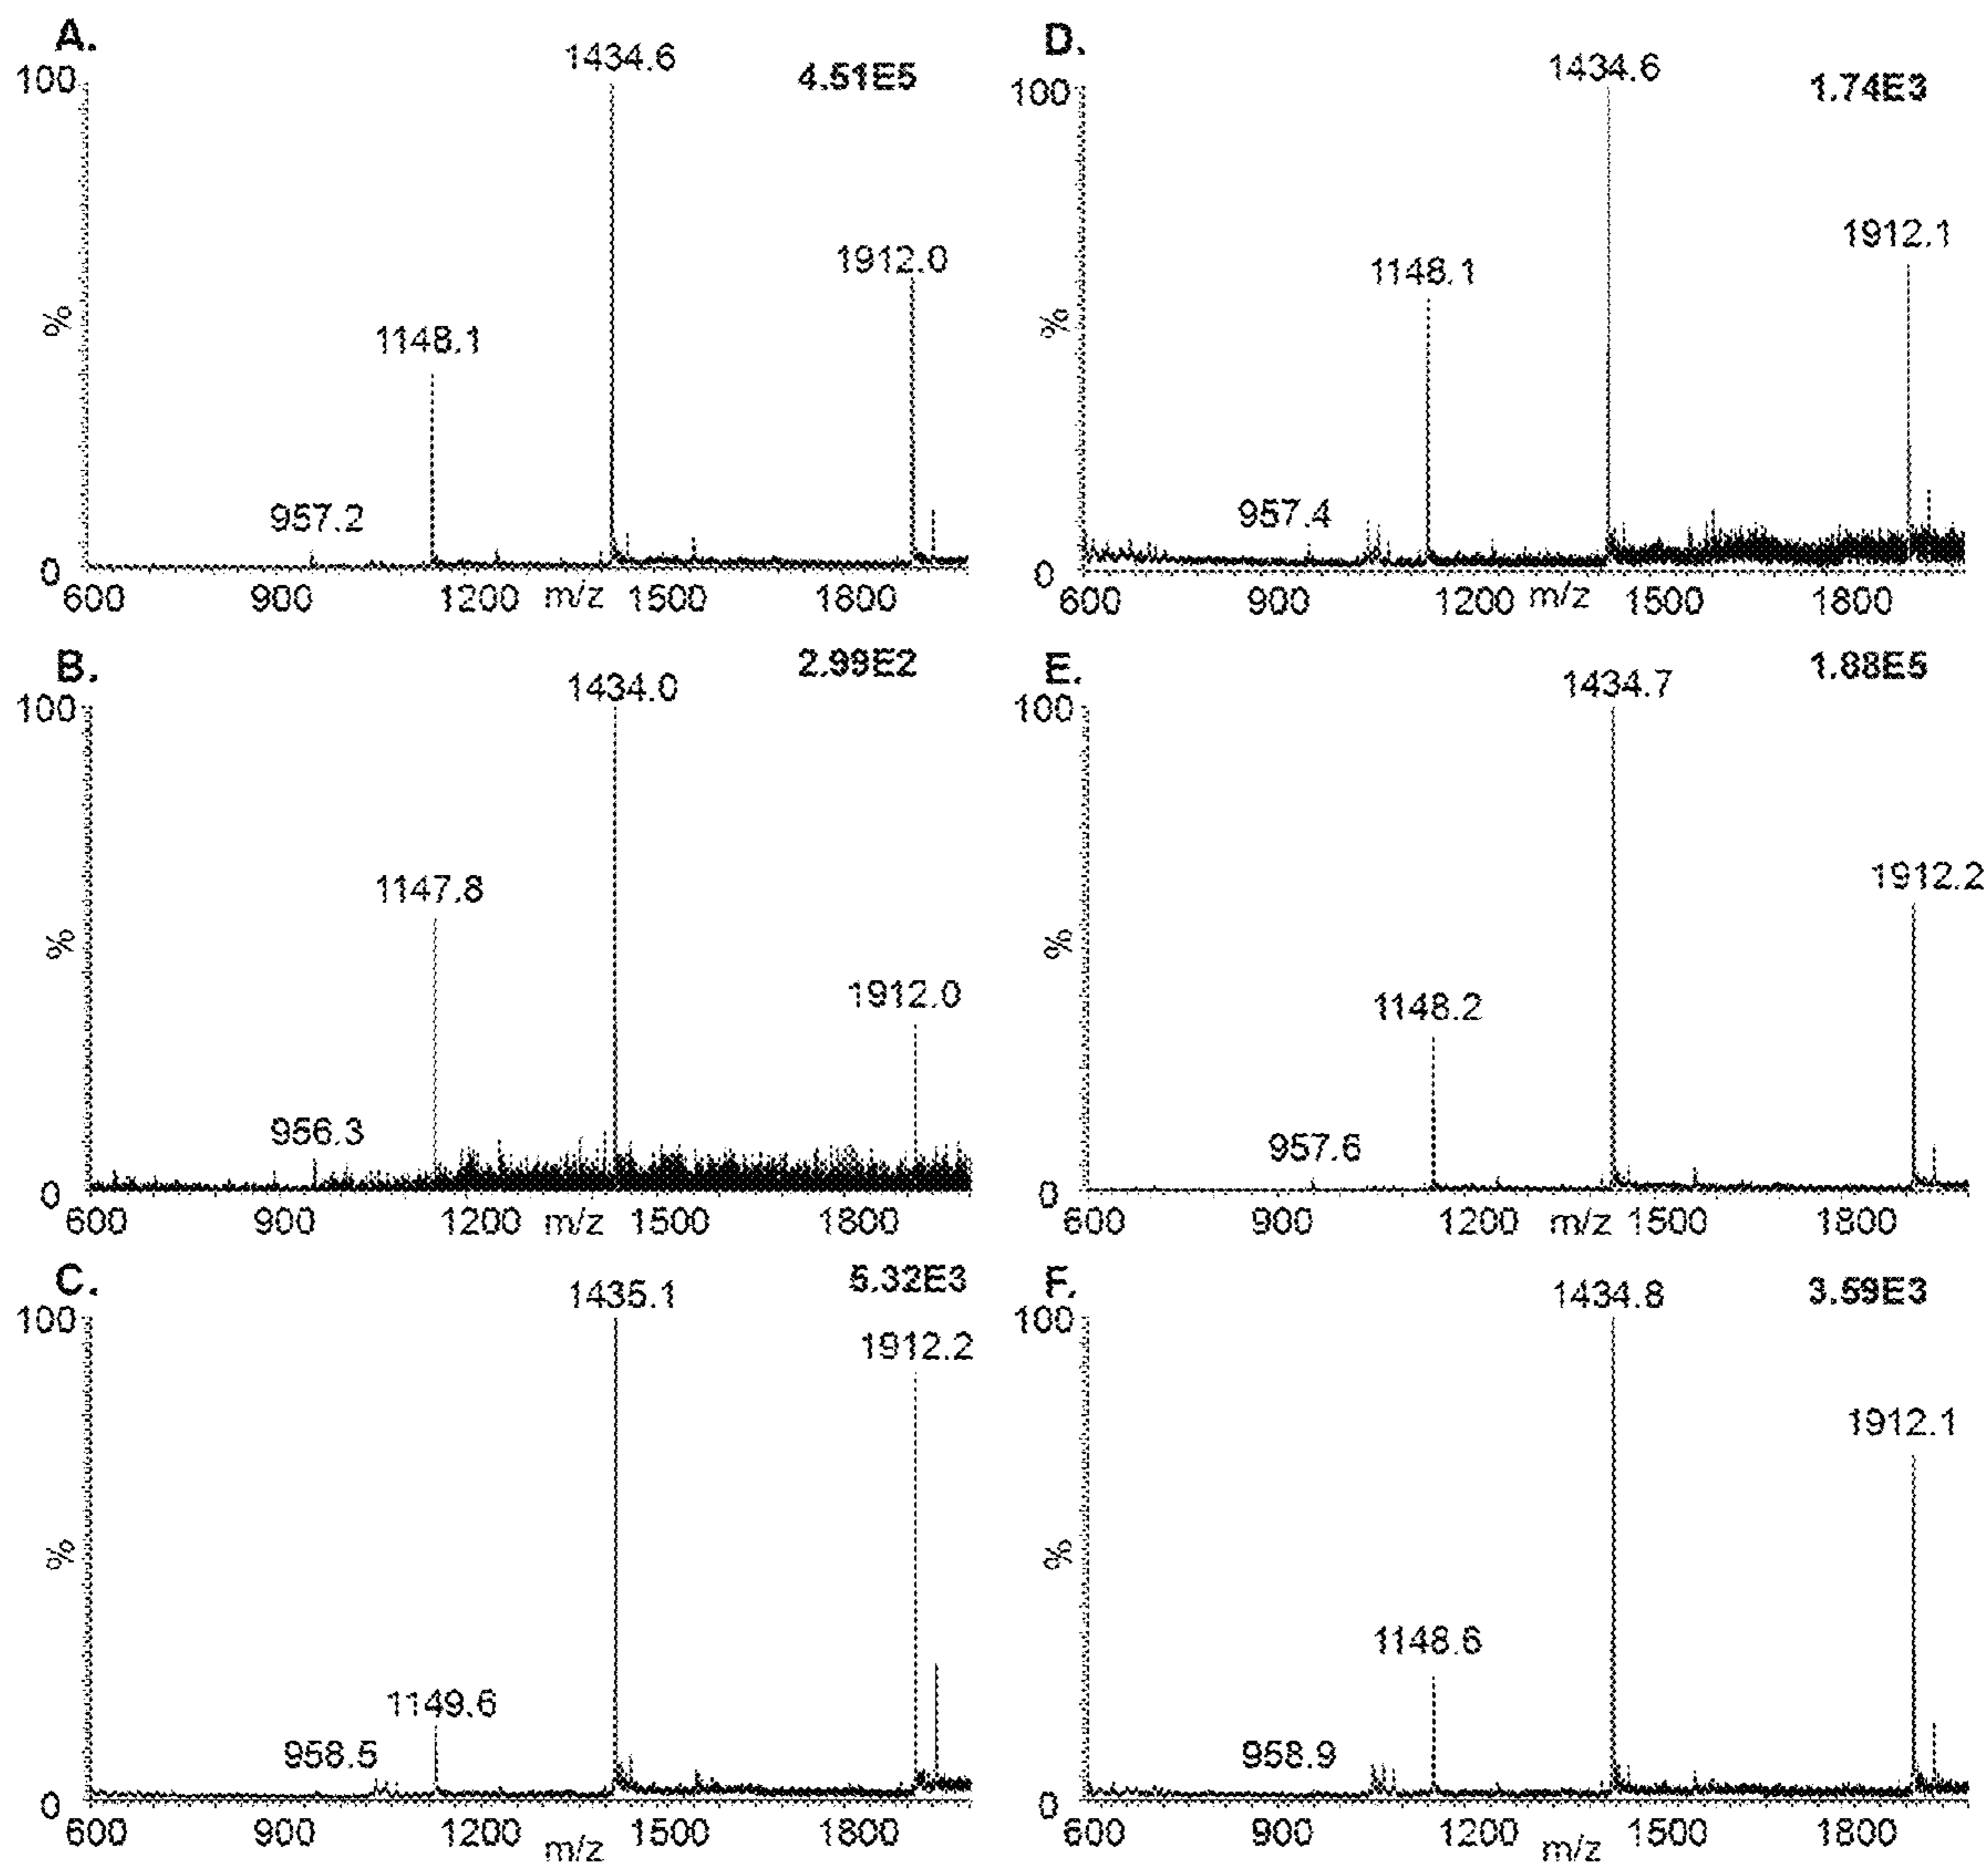 A.
1434.6
4.51E5
100
1912.0
1148.1
%
957.2
0
600 900 1200 m/z 1500 1800
B.
2.99E2
1434.0
100
1147.8
%
1912.0
956.3
0
600 900 1200 m/z 1500 1800
C.
1435.1
5.32E3
100
1912.2
%
1149.6
958.5
0
600 900 1200 m/z 1500 1800
D.
1434.6
1.74E3
100
1912.1
1148.1
%
957.4
0
600 900 1200 m/z 1500 1800
E.
1.88E5
1434.7
100
1912.2
%
1148.2
957.6
0
600 900 1200 m/z 1500 1800
F.
1434.8
3.59E3
100
1912.1
%
1148.6
958.9
0
600 900 1200 m/z 1500 1800